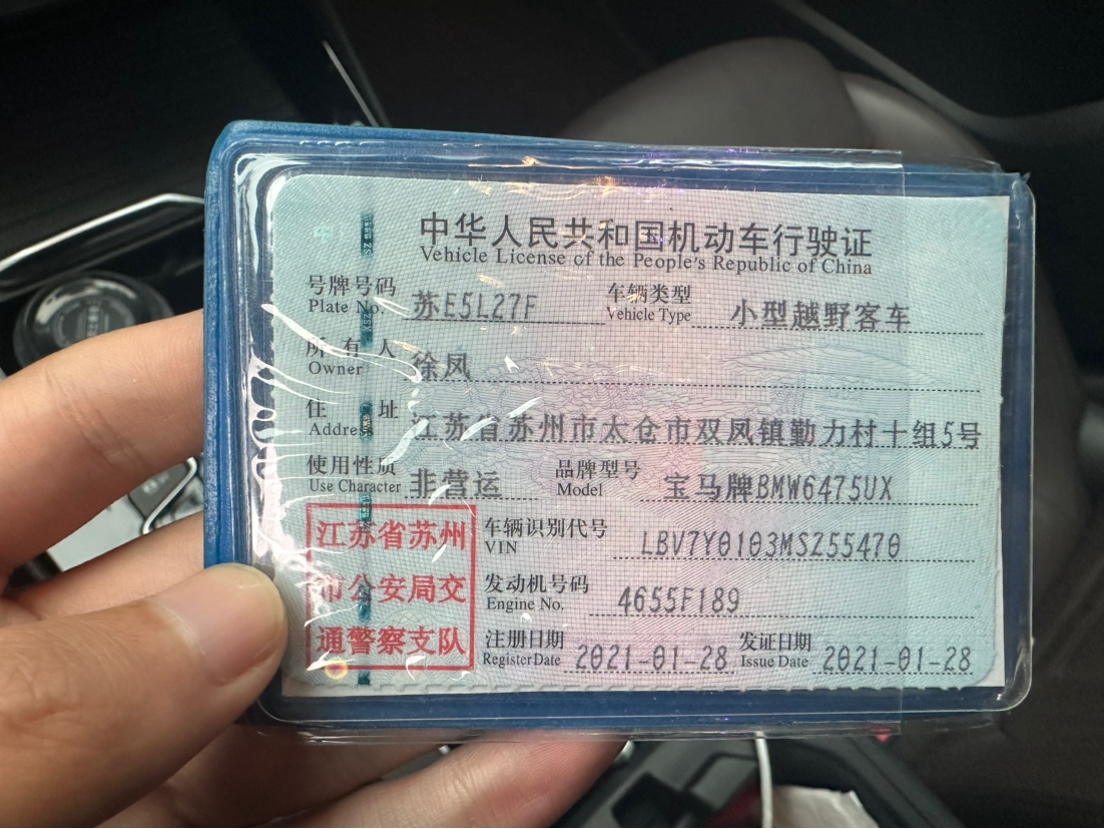 中华人民共和国机动车行驶证
Vehicle License of the People's Republic of China
号牌号码 苏E5L27F 车辆类型 小型越野客车
Plate No. Vehicle Type
所有人 徐凤
Owner
住址 江苏省苏州市太仓市双凤镇勤力村十组5号
Address
使用性质 非营运 品牌型号 宝马牌BMW6475UX
Use Character Model
江苏省苏州
市公安局交
通警察支队
车辆识别代号 LBV7Y0103MSZ55470
VIN
发动机号码 4655F189
Engine No.
注册日期 2021-01-28 发证日期 2021-01-28
Register Date Issue Date